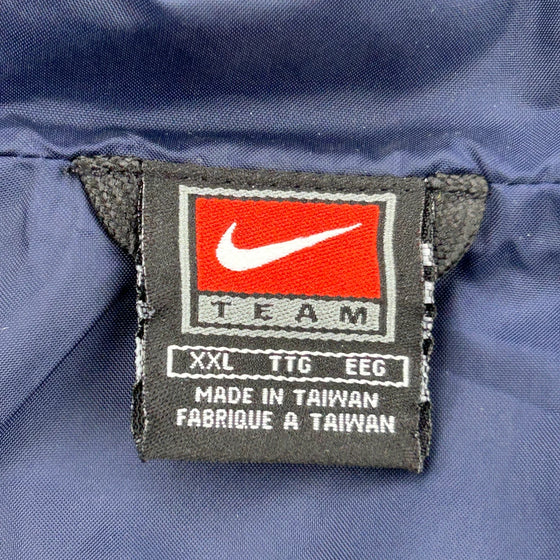 TEAM
XXL TTG EEG
MADE IN TAIWAN
FABRIQUE A TAIWAN